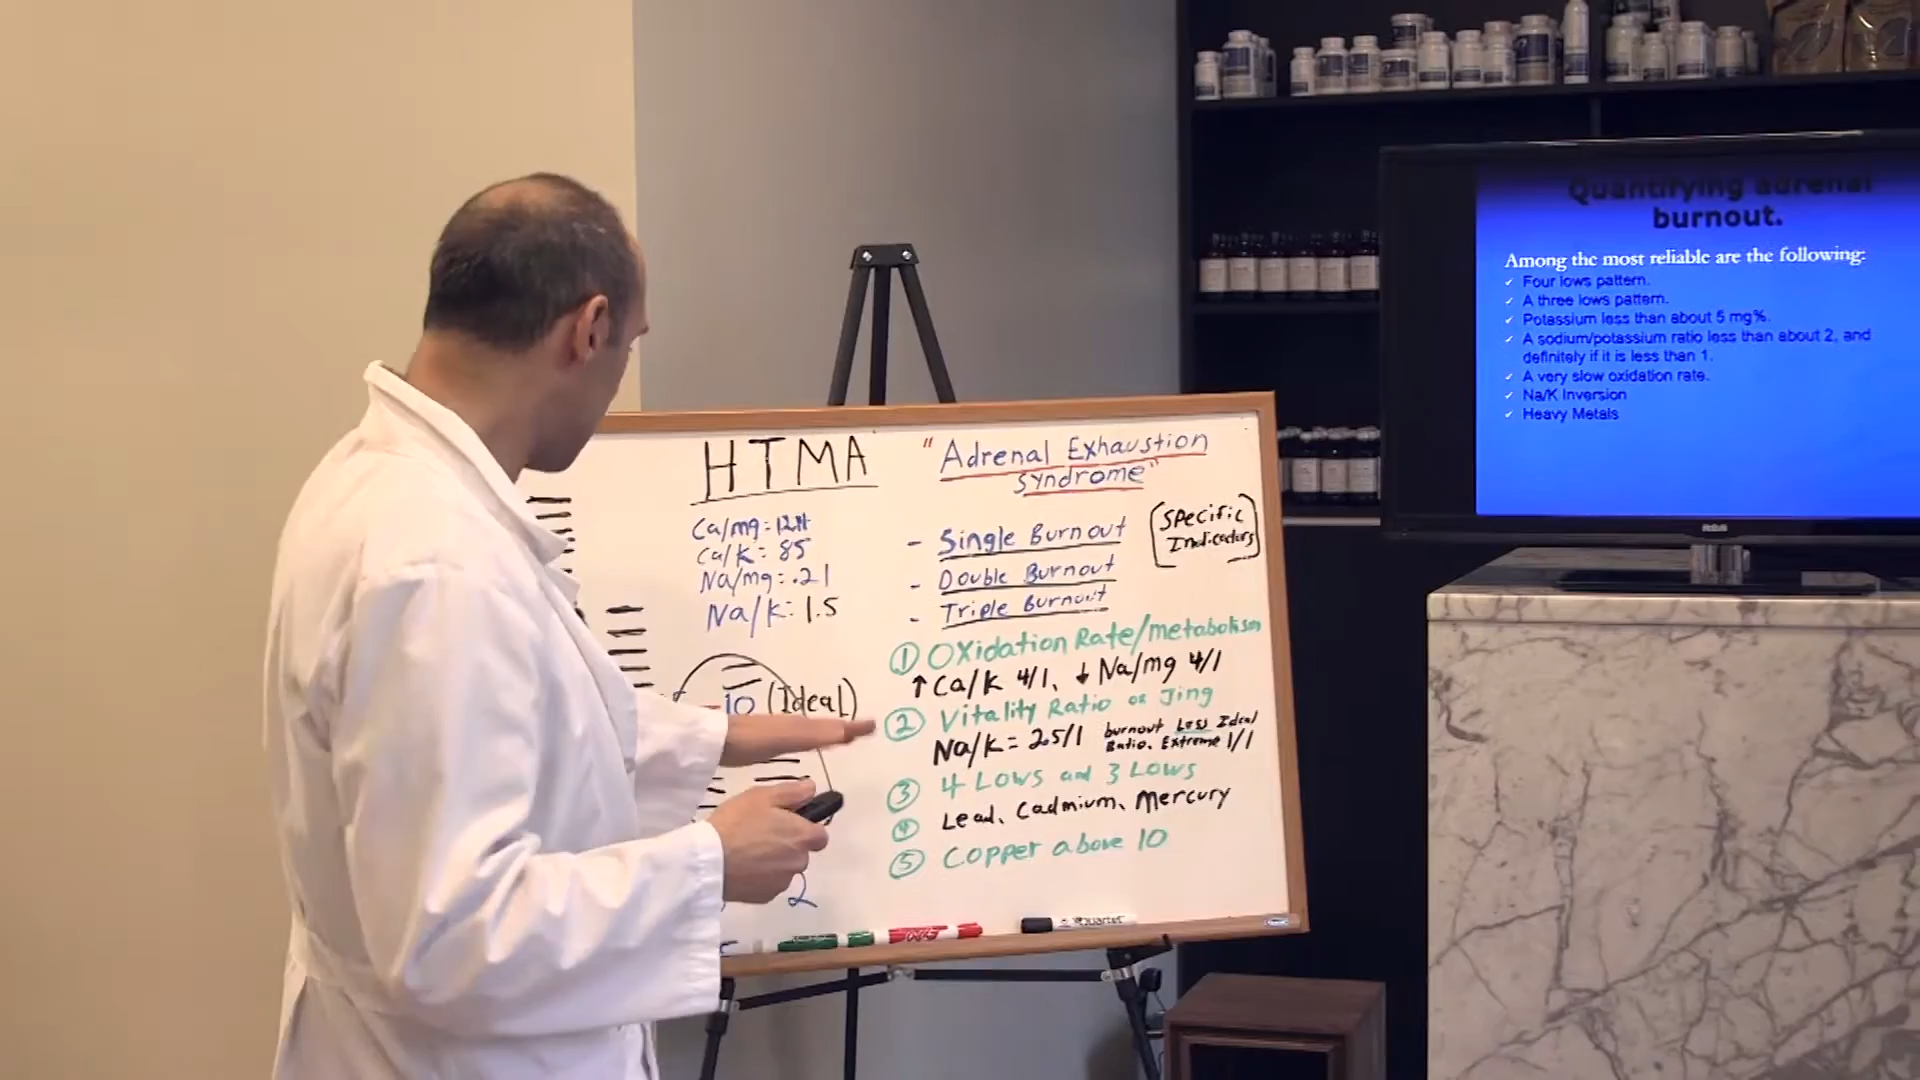 HTMA
Ca/mg:
Ca/K: 85
Na/mg: .21
Na/K: 1.5
10 (Ideal)
2
"Adrenal Exhaustion
Syndrome"
- Single Burnout
- Double Burnout
- Triple Burnout
[Specific
Indicators]
① Oxidation Rate/metabolism
↑ Ca/K 4/1, ↓ Na/mg 4/1
② Vitality Ratio or Jing
Na/K = 2.5/1 burnout Less Ideal
Ratio. Extreme 1/1
③ 4 Lows and 3 Lows
④ Lead, Cadmium, Mercury
⑤ Copper above 10
Quartet
Quantifying adrenal
burnout.
Among the most reliable are the following:
✓ Four lows pattern.
✓ A three lows pattern.
✓ Potassium less than about 5 mg%.
✓ A sodium/potassium ratio less than about 2, and
definitely if it is less than 1.
✓ A very slow oxidation rate.
✓ Na/K Inversion
✓ Heavy Metals
RCA